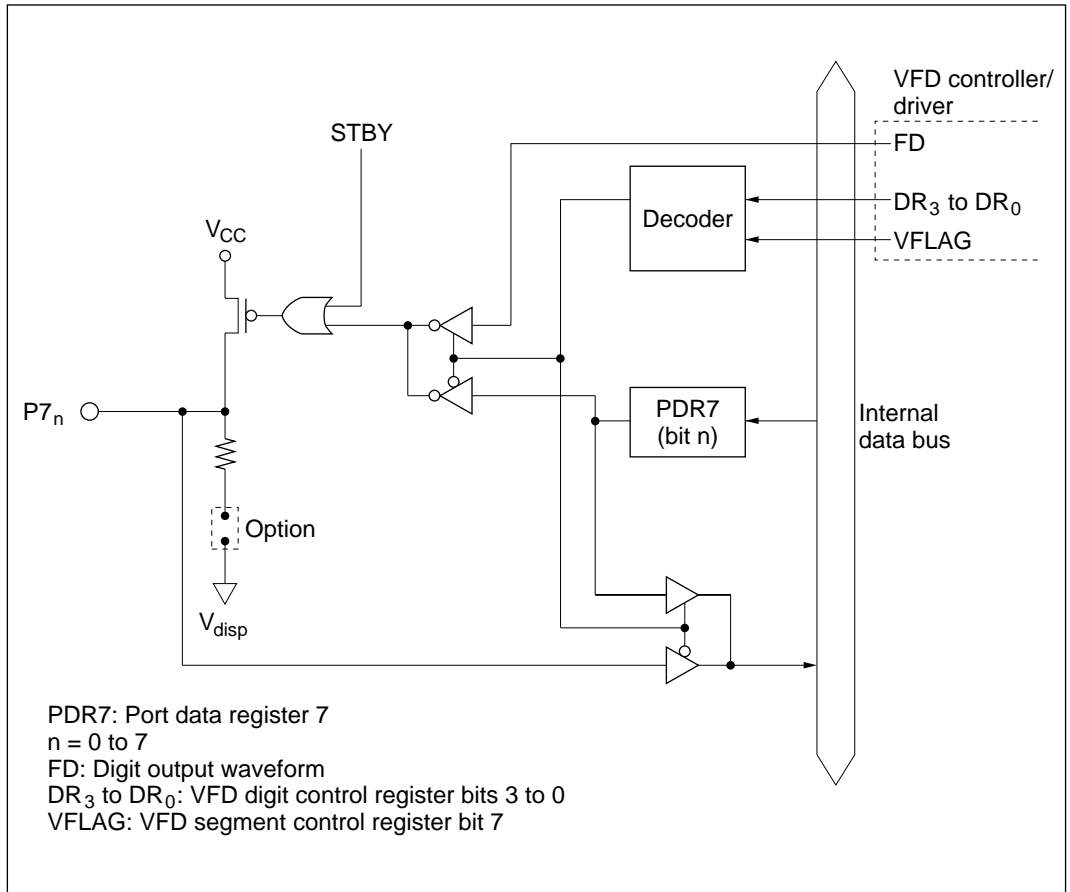 VFD controller/
driver
STBY
FD
Decoder
DR3 to DR0
VCC
VFLAG
P7n
PDR7
(bit n)
Internal
data bus
Option
Vdisp
PDR7: Port data register 7
n = 0 to 7
FD: Digit output waveform
DR3 to DR0: VFD digit control register bits 3 to 0
VFLAG: VFD segment control register bit 7